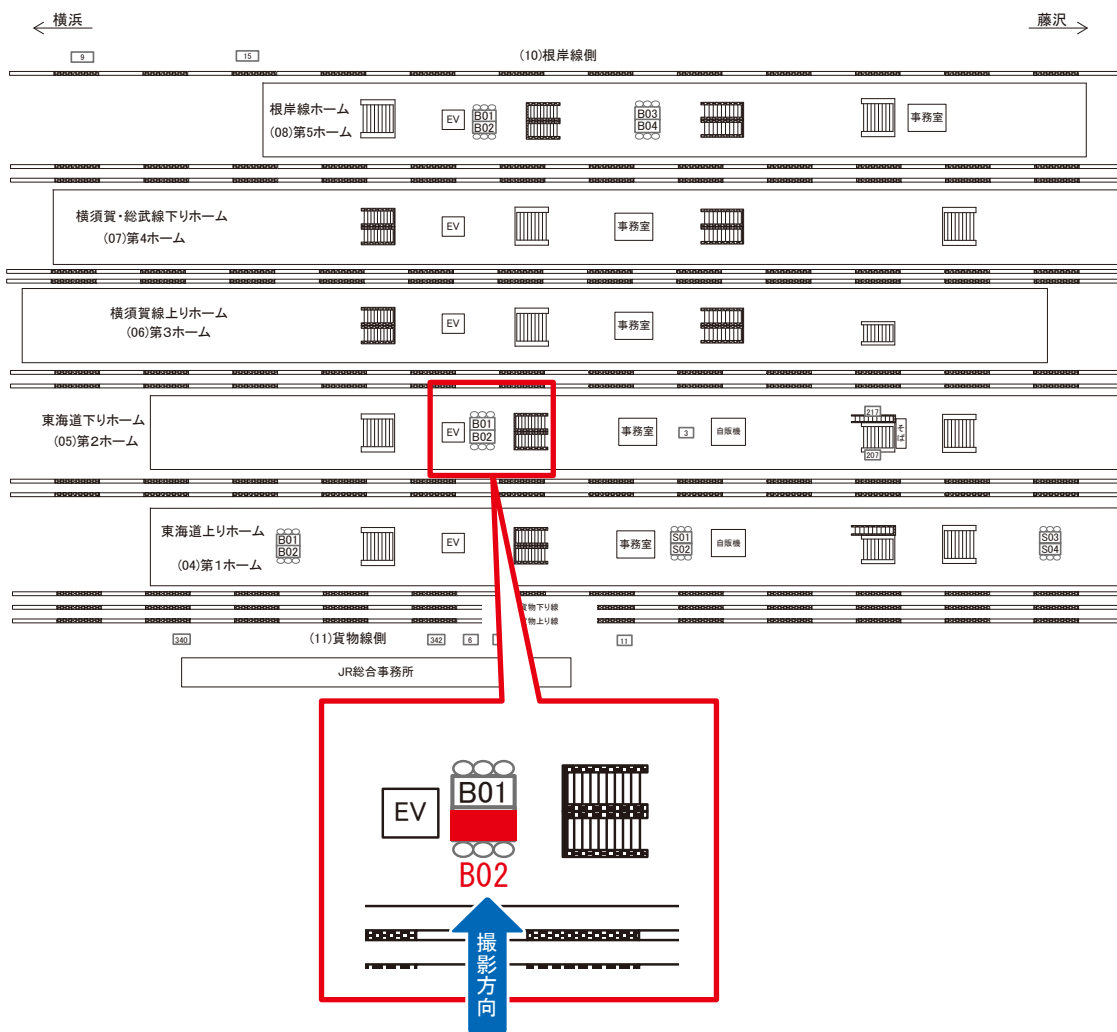 横浜
藤沢
9
15
(10)根岸線側
根岸線ホーム
(08)第5ホーム
EV
B01
B02
B03
B04
事務室
横須賀・総武線下りホーム
(07)第4ホーム
EV
事務室
横須賀線上りホーム
(06)第3ホーム
EV
事務室
東海道下りホーム
(05)第2ホーム
EV
B01
B02
事務室
3
自販機
217
207
そば
東海道上りホーム
(04)第1ホーム
B01
B02
EV
事務室
S01
S02
自販機
S03
S04
貨物下り線
貨物上り線
340
(11)貨物線側
342
6
11
JR総合事務所
EV
B01
B02
撮影方向